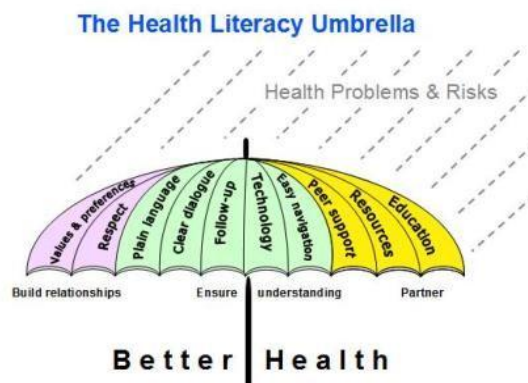 The Health Literacy Umbrella
Health Problems & Risks
Values & preferences
Respect
Plain language
Clear dialogue
Follow-up
Technology
Easy navigation
Peer support
Resources
Education
Build relationships
Ensure understanding
Partner
Better Health